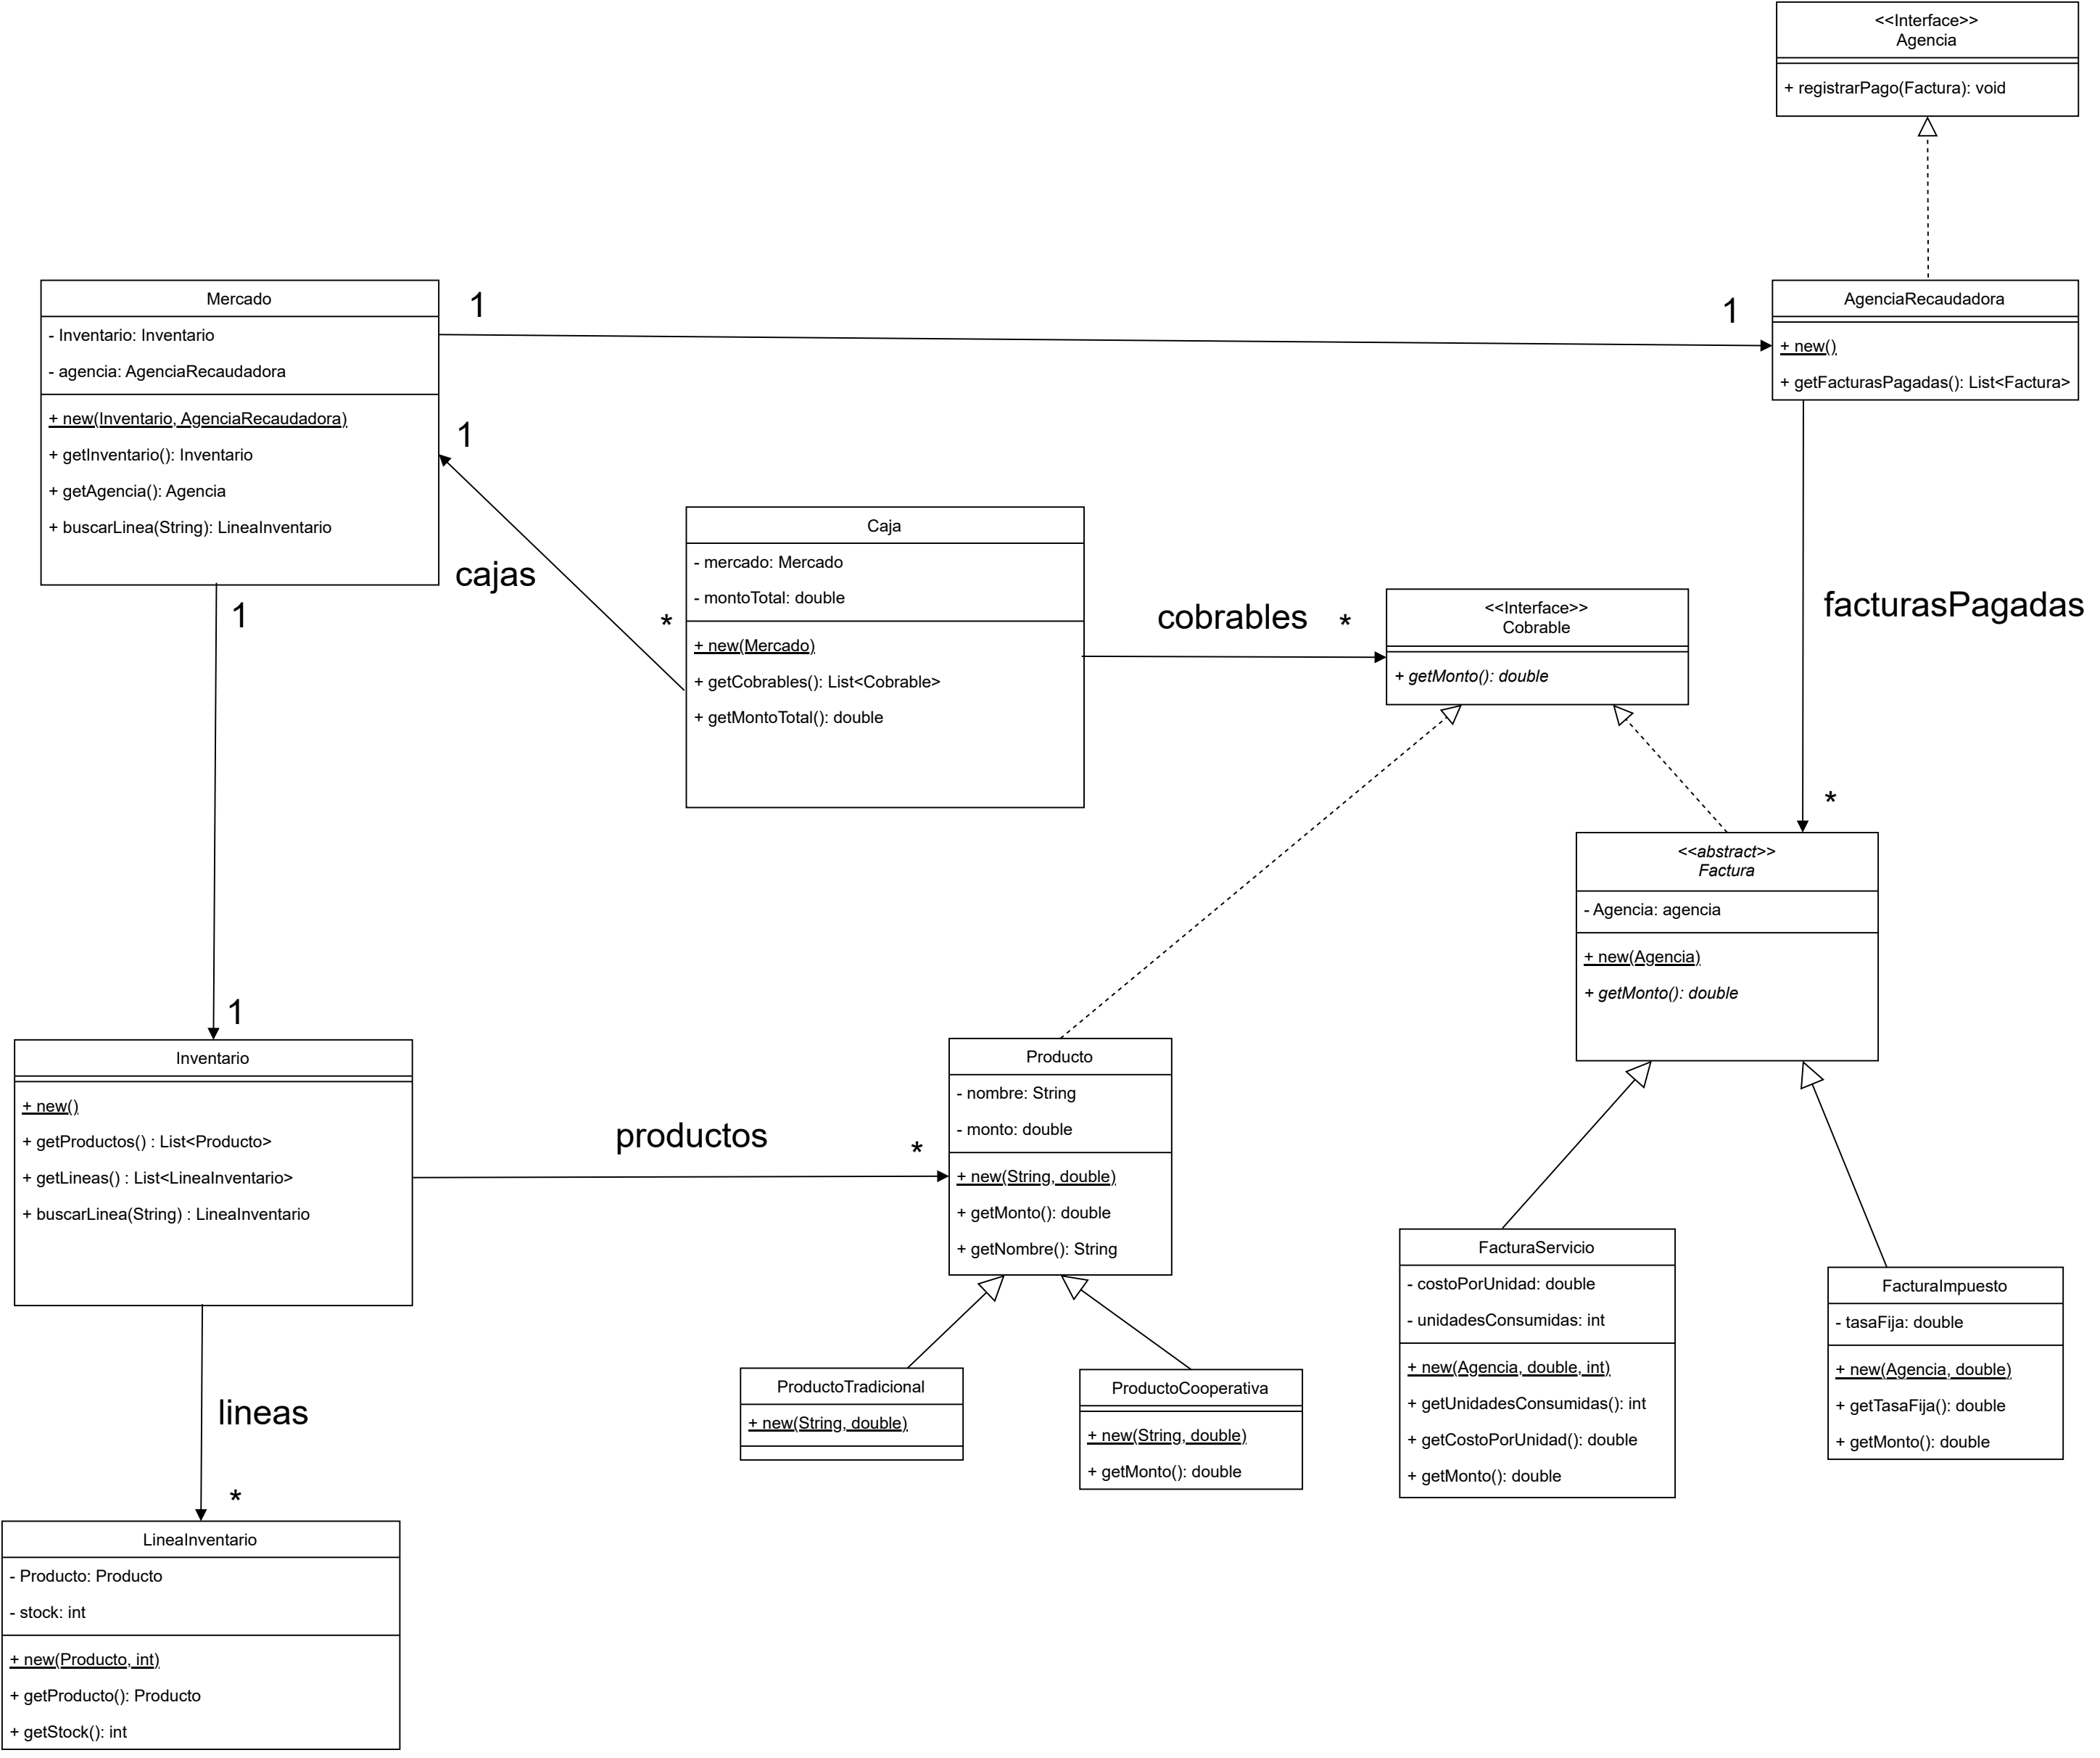 <<Interface>>
Agencia
+ registrarPago(Factura): void
Mercado
- Inventario: Inventario
- agencia: AgenciaRecaudadora
+ new(Inventario, AgenciaRecaudadora)
+ getInventario(): Inventario
+ getAgencia(): Agencia
+ buscarLinea(String): LineaInventario
1
1
AgenciaRecaudadora
+ new()
+ getFacturasPagadas(): List<Factura>
1
cajas
*
Caja
- mercado: Mercado
- montoTotal: double
+ new(Mercado)
+ getCobrables(): List<Cobrable>
+ getMontoTotal(): double
cobrables
*
<<Interface>>
Cobrable
+ getMonto(): double
facturasPagadas
*
<<abstract>>
Factura
- Agencia: agencia
+ new(Agencia)
+ getMonto(): double
1
1
Inventario
+ new()
+ getProductos() : List<Producto>
+ getLineas() : List<LineaInventario>
+ buscarLinea(String) : LineaInventario
productos
*
Producto
- nombre: String
- monto: double
+ new(String, double)
+ getMonto(): double
+ getNombre(): String
ProductoTradicional
+ new(String, double)
ProductoCooperativa
+ new(String, double)
+ getMonto(): double
FacturaServicio
- costoPorUnidad: double
- unidadesConsumidas: int
+ new(Agencia, double, int)
+ getUnidadesConsumidas(): int
+ getCostoPorUnidad(): double
+ getMonto(): double
FacturaImpuesto
- tasaFija: double
+ new(Agencia, double)
+ getTasaFija(): double
+ getMonto(): double
lineas
*
LineaInventario
- Producto: Producto
- stock: int
+ new(Producto, int)
+ getProducto(): Producto
+ getStock(): int